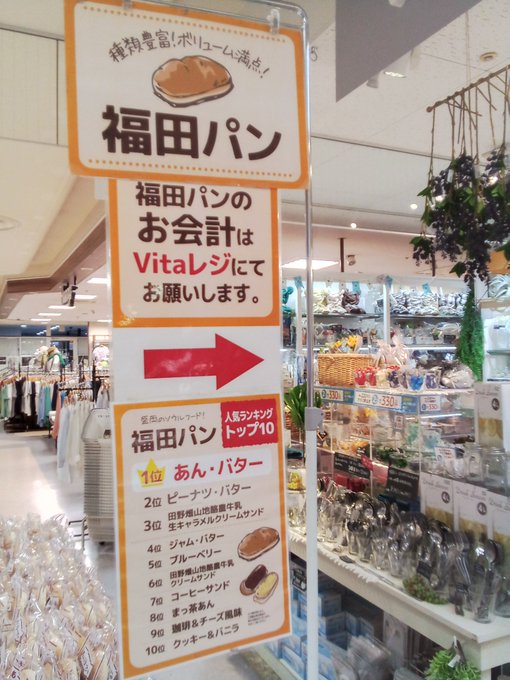 種類豊富!ボリューム満点!
福田パン
福田パンの
お会計は
Vitaレジにて
お願いします。
盛岡のソウルフード!
福田パン
人気ランキング
トップ10
1位 あん・バター
2位 ピーナツ・バター
3位 田野畑山地酪農牛乳
生キャラメルクリームサンド
4位 ジャム・バター
5位 ブルーベリー
6位 田野畑山地酪農牛乳
クリームサンド
7位 コーヒーサンド
8位 まっ茶あん
9位 珈琲&チーズ風味
10位 クッキー&バニラ
330
330